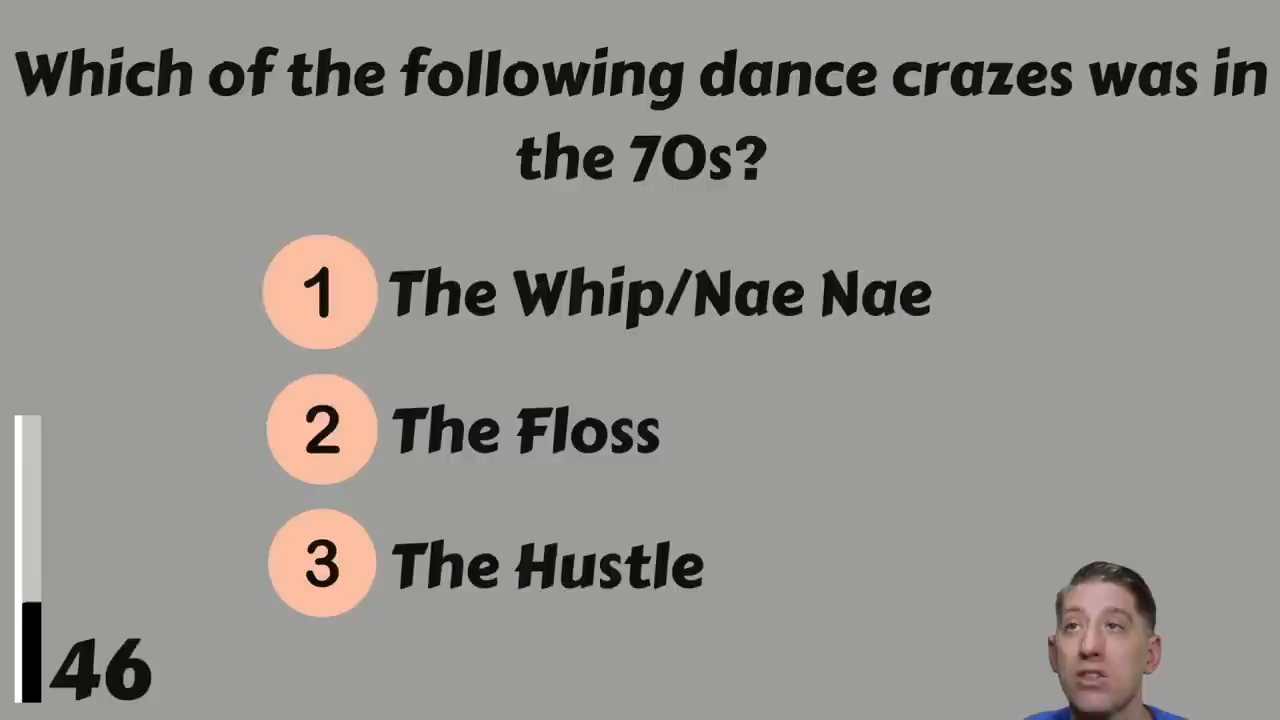 Which of the following dance crazes was in
the 70s?
1 The Whip/Nae Nae
2 The Floss
3 The Hustle
46